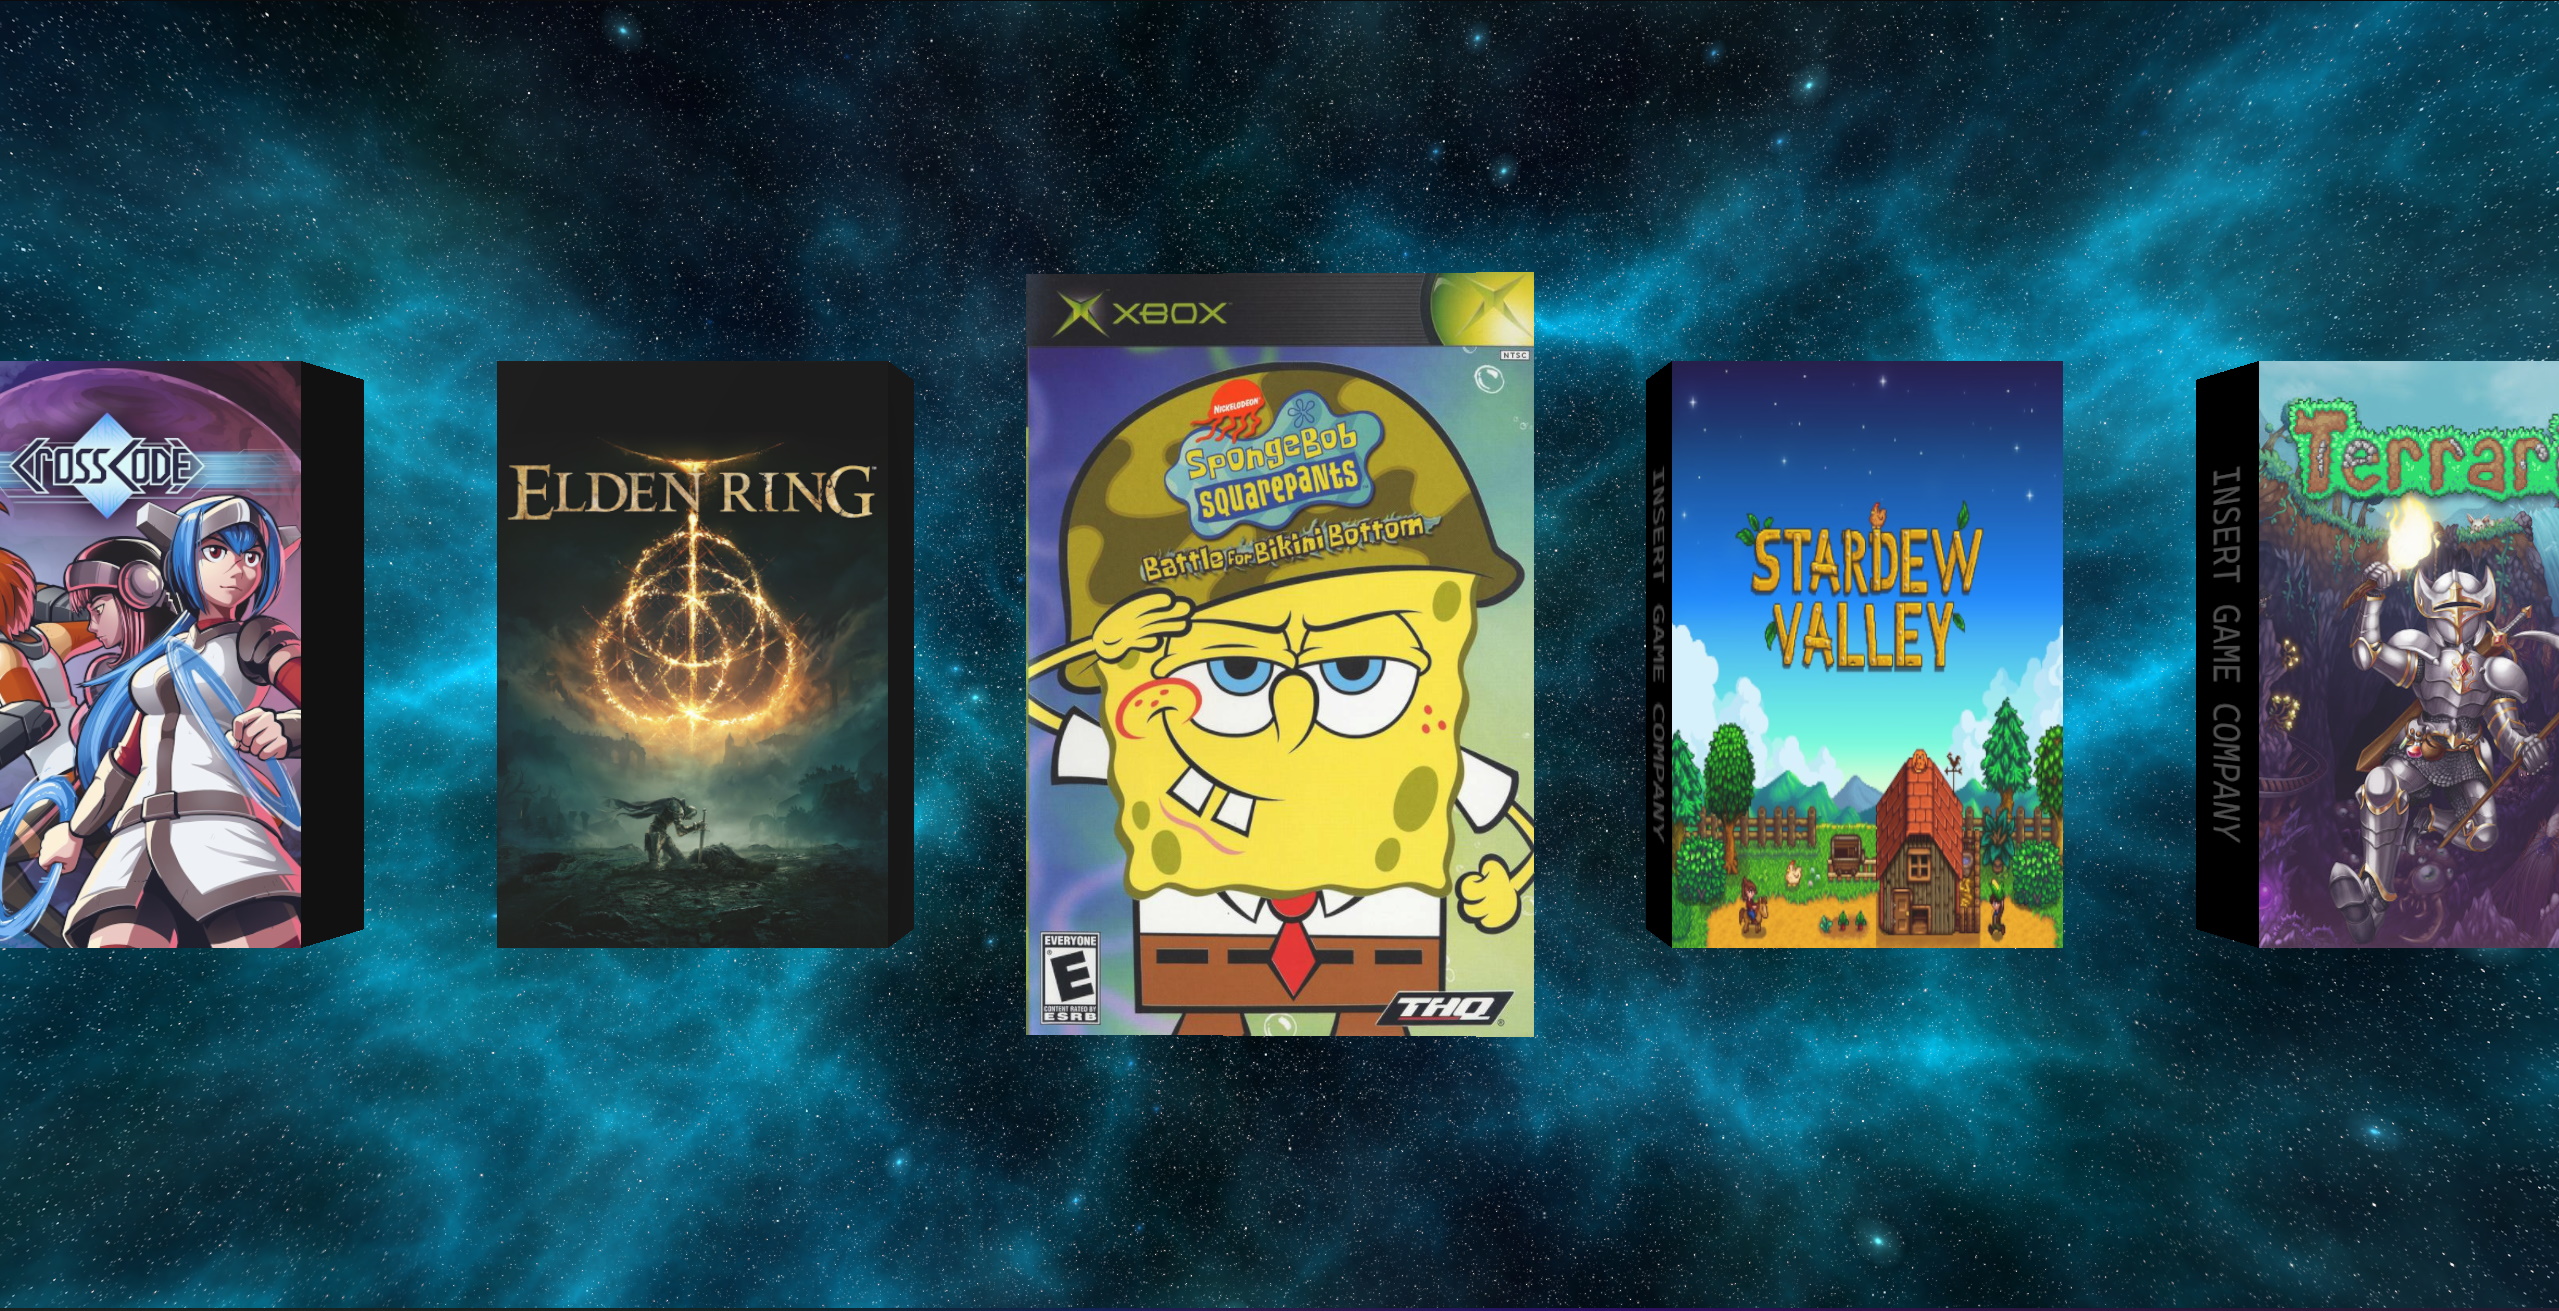 CROSSCODE
ELDEN RING
XBOX
NTSC
NICKELODEON
SpongeBob
SQUAREPANTS
Battle for Bikini Bottom
EVERYONE
E
CONTENT RATED BY
ESRB
THQ
INSERT GAME COMPANY
STARDEW
VALLEY
INSERT GAME COMPANY
Terrari